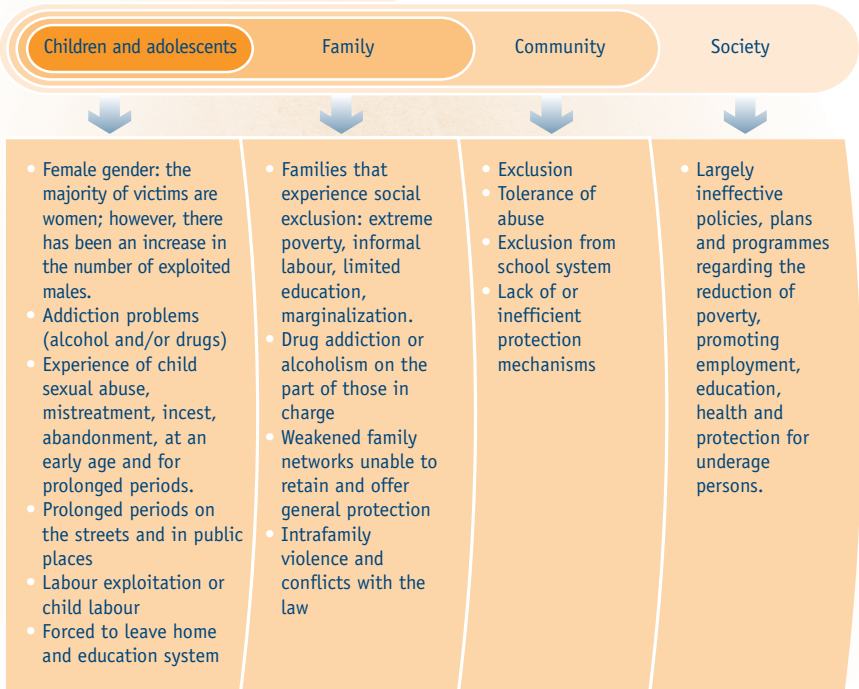 Children and adolescents
Family
Community
Society
• Female gender: the
majority of victims are
women; however, there
has been an increase in
the number of exploited
males.
• Addiction problems
(alcohol and/or drugs)
• Experience of child
sexual abuse,
mistreatment, incest,
abandonment, at an
early age and for
prolonged periods.
• Prolonged periods on
the streets and in public
places
• Labour exploitation or
child labour
• Forced to leave home
and education system
• Families that
experience social
exclusion: extreme
poverty, informal
labour, limited
education,
marginalization.
• Drug addiction or
alcoholism on the
part of those in
charge
• Weakened family
networks unable to
retain and offer
general protection
• Intrafamily
violence and
conflicts with the
law
• Exclusion
• Tolerance of
abuse
• Exclusion from
school system
• Lack of or
inefficient
protection
mechanisms
• Largely
ineffective
policies, plans
and programmes
regarding the
reduction of
poverty,
promoting
employment,
education,
health and
protection for
underage
persons.